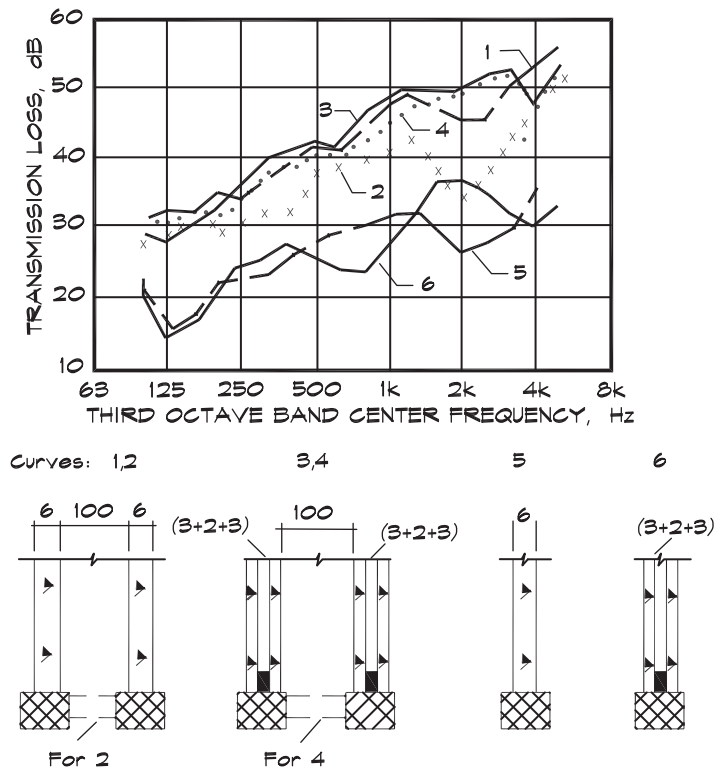 60
50
40
30
20
10
TRANSMISSION LOSS, dB
1
3
4
2
5
6
63 125 250 500 1k 2k 4k 8k
THIRD OCTAVE BAND CENTER FREQUENCY, Hz
Curves: 1,2 3,4 5 6
6 100 6
(3+2+3) 100 (3+2+3)
6
(3+2+3)
For 2
For 4